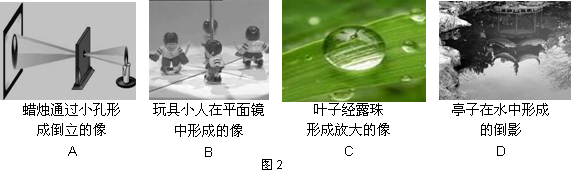 蜡烛通过小孔形
成倒立的像
A
玩具小人在平面镜
中形成的像
B
叶子经露珠
形成放大的像
C
亭子在水中形成
的倒影
D
图2